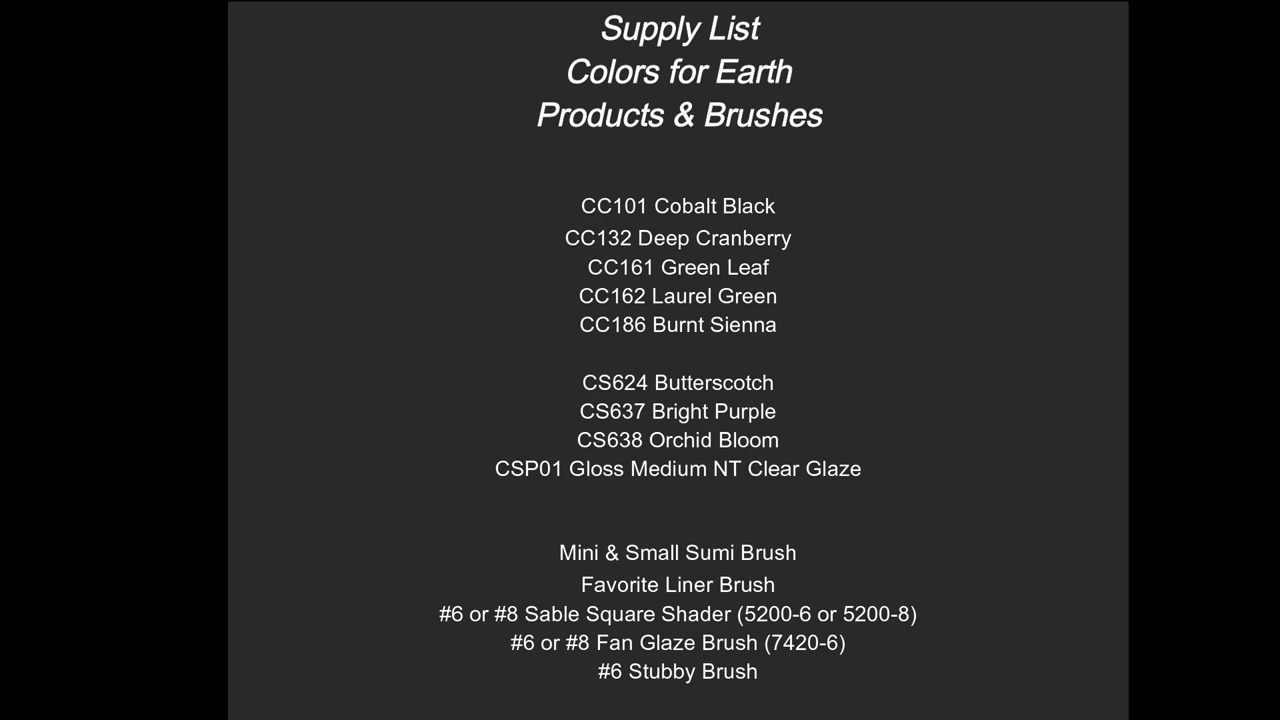 Supply List
Colors for Earth
Products & Brushes
CC101 Cobalt Black
CC132 Deep Cranberry
CC161 Green Leaf
CC162 Laurel Green
CC186 Burnt Sienna
CS624 Butterscotch
CS637 Bright Purple
CS638 Orchid Bloom
CSP01 Gloss Medium NT Clear Glaze
Mini & Small Sumi Brush
Favorite Liner Brush
#6 or #8 Sable Square Shader (5200-6 or 5200-8)
#6 or #8 Fan Glaze Brush (7420-6)
#6 Stubby Brush